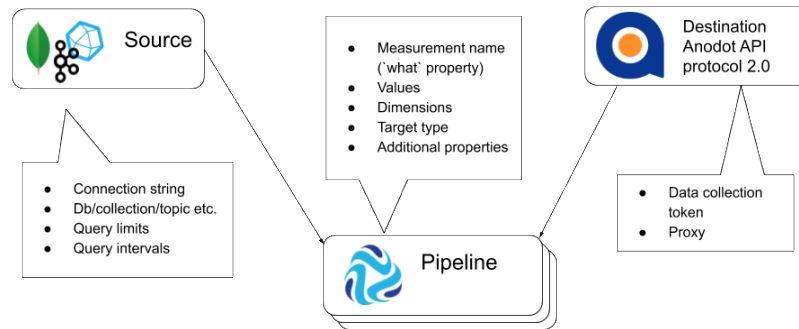 Source
Measurement name
(`what` property)
Values
Dimensions
Target type
Additional properties
Destination
Anodot API
protocol 2.0
Connection string
Db/collection/topic etc.
Query limits
Query intervals
Data collection
token
Proxy
Pipeline